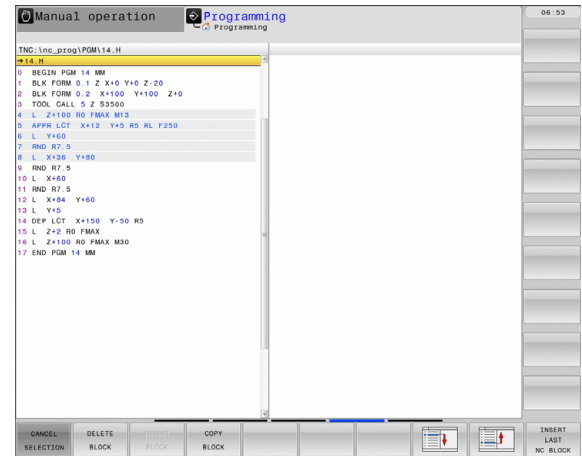 Manual operation
Programming
Programming
06:53
TNC:\nc_prog\PGM\14.H
→14.H
0 BEGIN PGM 14 MM
1 BLK FORM 0.1 Z X+0 Y+0 Z-20
2 BLK FORM 0.2 X+100 Y+100 Z+0
3 TOOL CALL 5 Z S3500
4 L Z+100 R0 FMAX M13
5 APPR LCT X+12 Y+5 R5 RL F250
6 L Y+60
7 RND R7.5
8 L X+36 Y+80
9 RND R7.5
10 L X+60
11 RND R7.5
12 L X+84 Y+60
13 L Y+5
14 DEP LCT X+150 Y-50 R5
15 L Z+2 R0 FMAX
16 L Z+100 R0 FMAX M30
17 END PGM 14 MM
CANCEL
SELECTION
DELETE
BLOCK
INSERT
BLOCK
COPY
BLOCK
INSERT
LAST
NC BLOCK